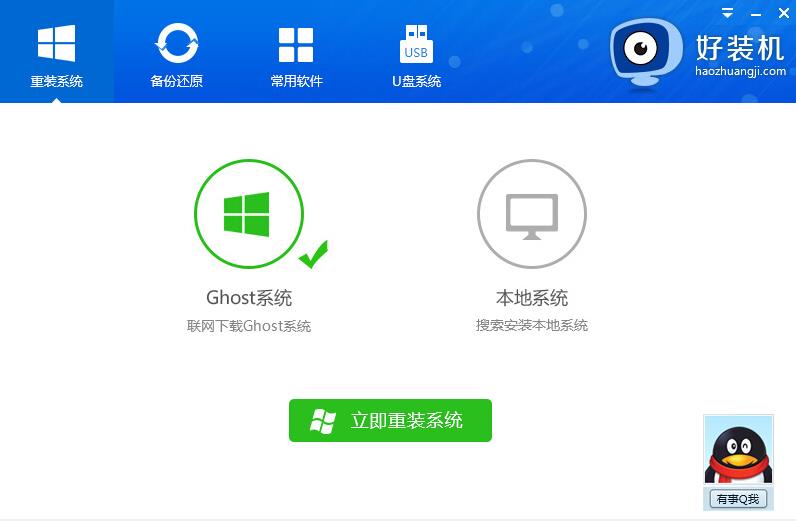 重装系统
备份还原
常用软件
USB
U盘系统
好装机
haozhuangji.com
Ghost系统
联网下载Ghost系统
本地系统
搜索安装本地系统
立即重装系统
有事Q我